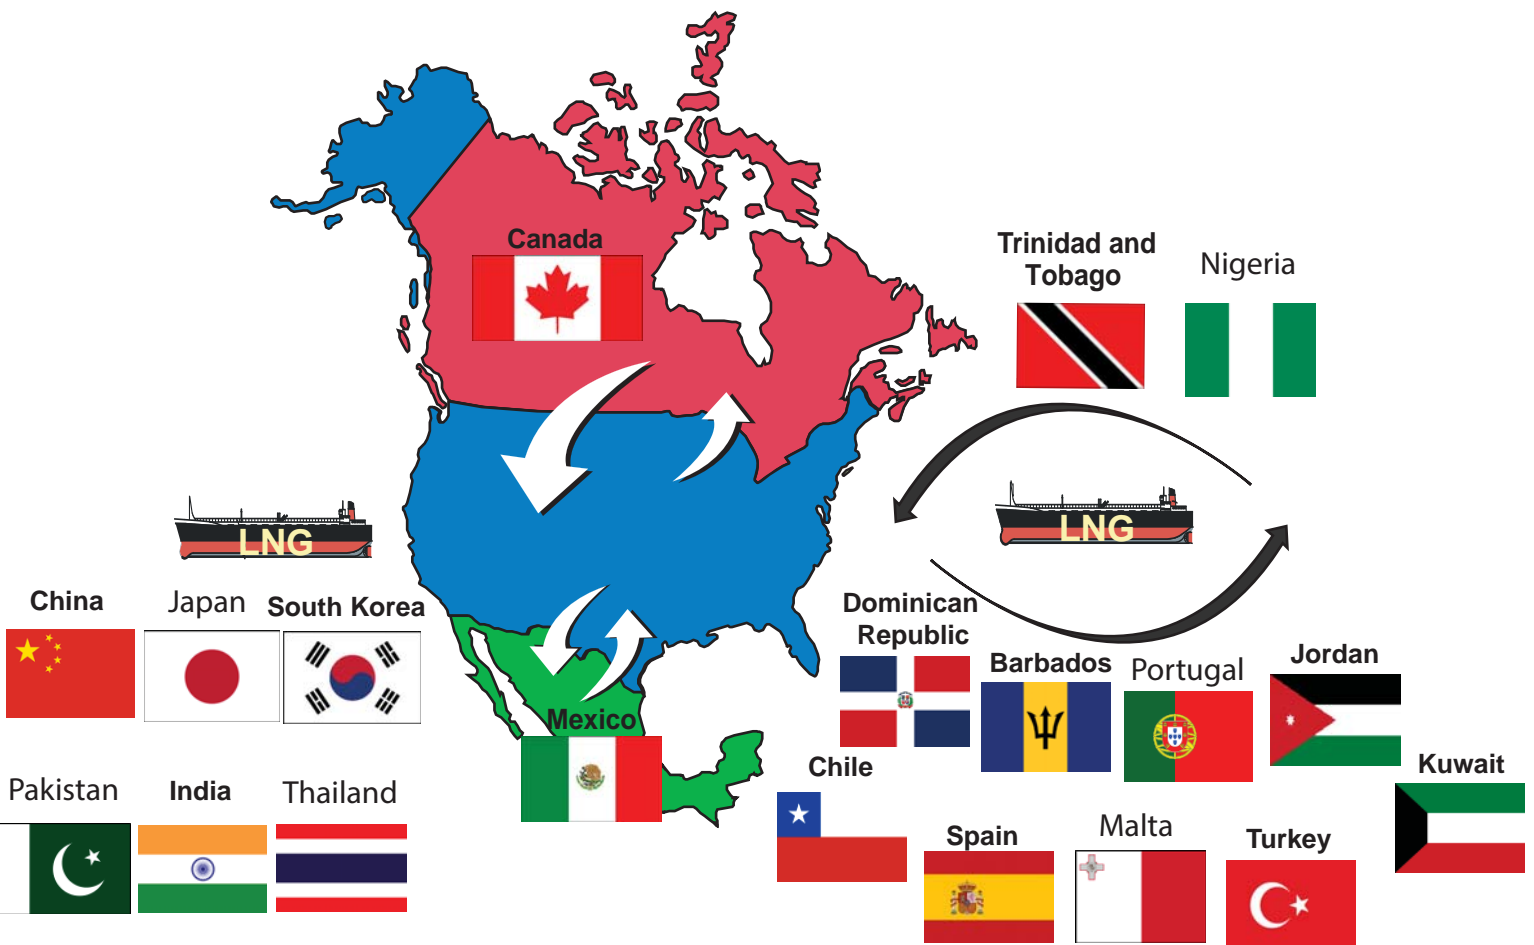 Canada
Trinidad and
Tobago
Nigeria
LNG
LNG
China
Japan
South Korea
Dominican
Republic
Barbados
Portugal
Jordan
Mexico
Chile
Kuwait
Pakistan
India
Thailand
Spain
Malta
Turkey